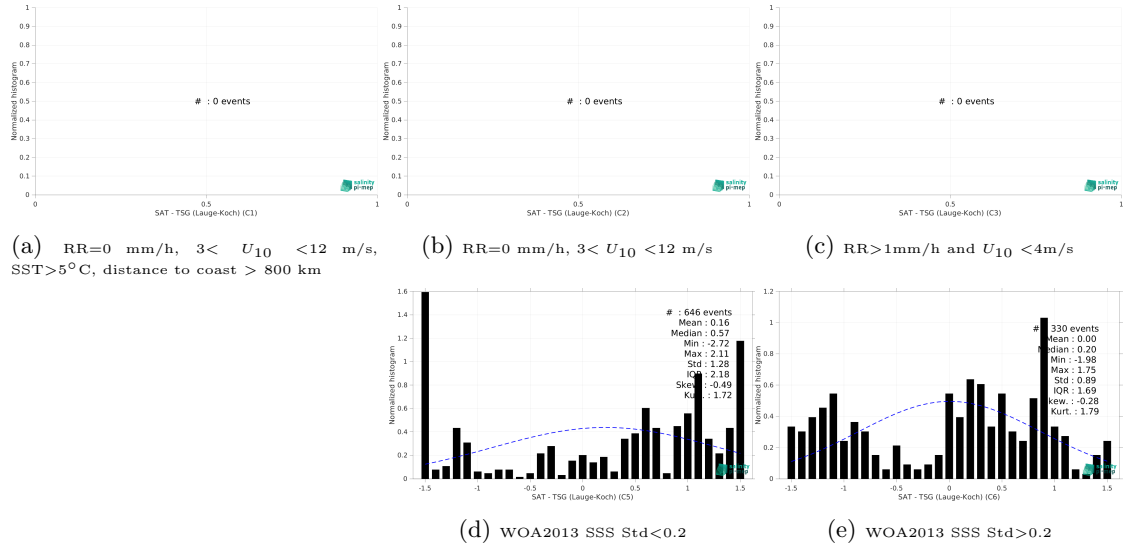 1
0.9
0.8
0.7
0.6
0.5
0.4
0.3
0.2
0.1
0
Normalized histogram
# : 0 events
salinity
pi-mep
0 0.5 1
SAT - TSG (Lauge-Koch) (C1)
1
0.9
0.8
0.7
0.6
0.5
0.4
0.3
0.2
0.1
0
Normalized histogram
# : 0 events
salinity
pi-mep
0 0.5 1
SAT - TSG (Lauge-Koch) (C2)
1
0.9
0.8
0.7
0.6
0.5
0.4
0.3
0.2
0.1
0
Normalized histogram
# : 0 events
salinity
pi-mep
0 0.5 1
SAT - TSG (Lauge-Koch) (C3)
(a) RR=0 mm/h, 3< U10 <12 m/s,
SST>5°C, distance to coast > 800 km
(b) RR=0 mm/h, 3< U10 <12 m/s
(c) RR>1mm/h and U10 <4m/s
1.6
1.4
1.2
1
0.8
0.6
0.4
0.2
0
Normalized histogram
# : 646 events
Mean : 0.16
Median : 0.57
Min : -2.72
Max : 2.11
Std : 1.28
IQR : 2.18
Skew. : -0.49
Kurt. : 1.72
salinity
pi-mep
-1.5 -1 -0.5 0 0.5 1 1.5
SAT - TSG (Lauge-Koch) (C5)
1.2
1
0.8
0.6
0.4
0.2
0
Normalized histogram
# : 330 events
Mean : 0.00
Median : 0.20
Min : -1.98
Max : 1.75
Std : 0.89
IQR : 1.69
Skew. : -0.28
Kurt. : 1.79
salinity
pi-mep
-1.5 -1 -0.5 0 0.5 1 1.5
SAT - TSG (Lauge-Koch) (C6)
(d) WOA2013 SSS Std<0.2
(e) WOA2013 SSS Std>0.2